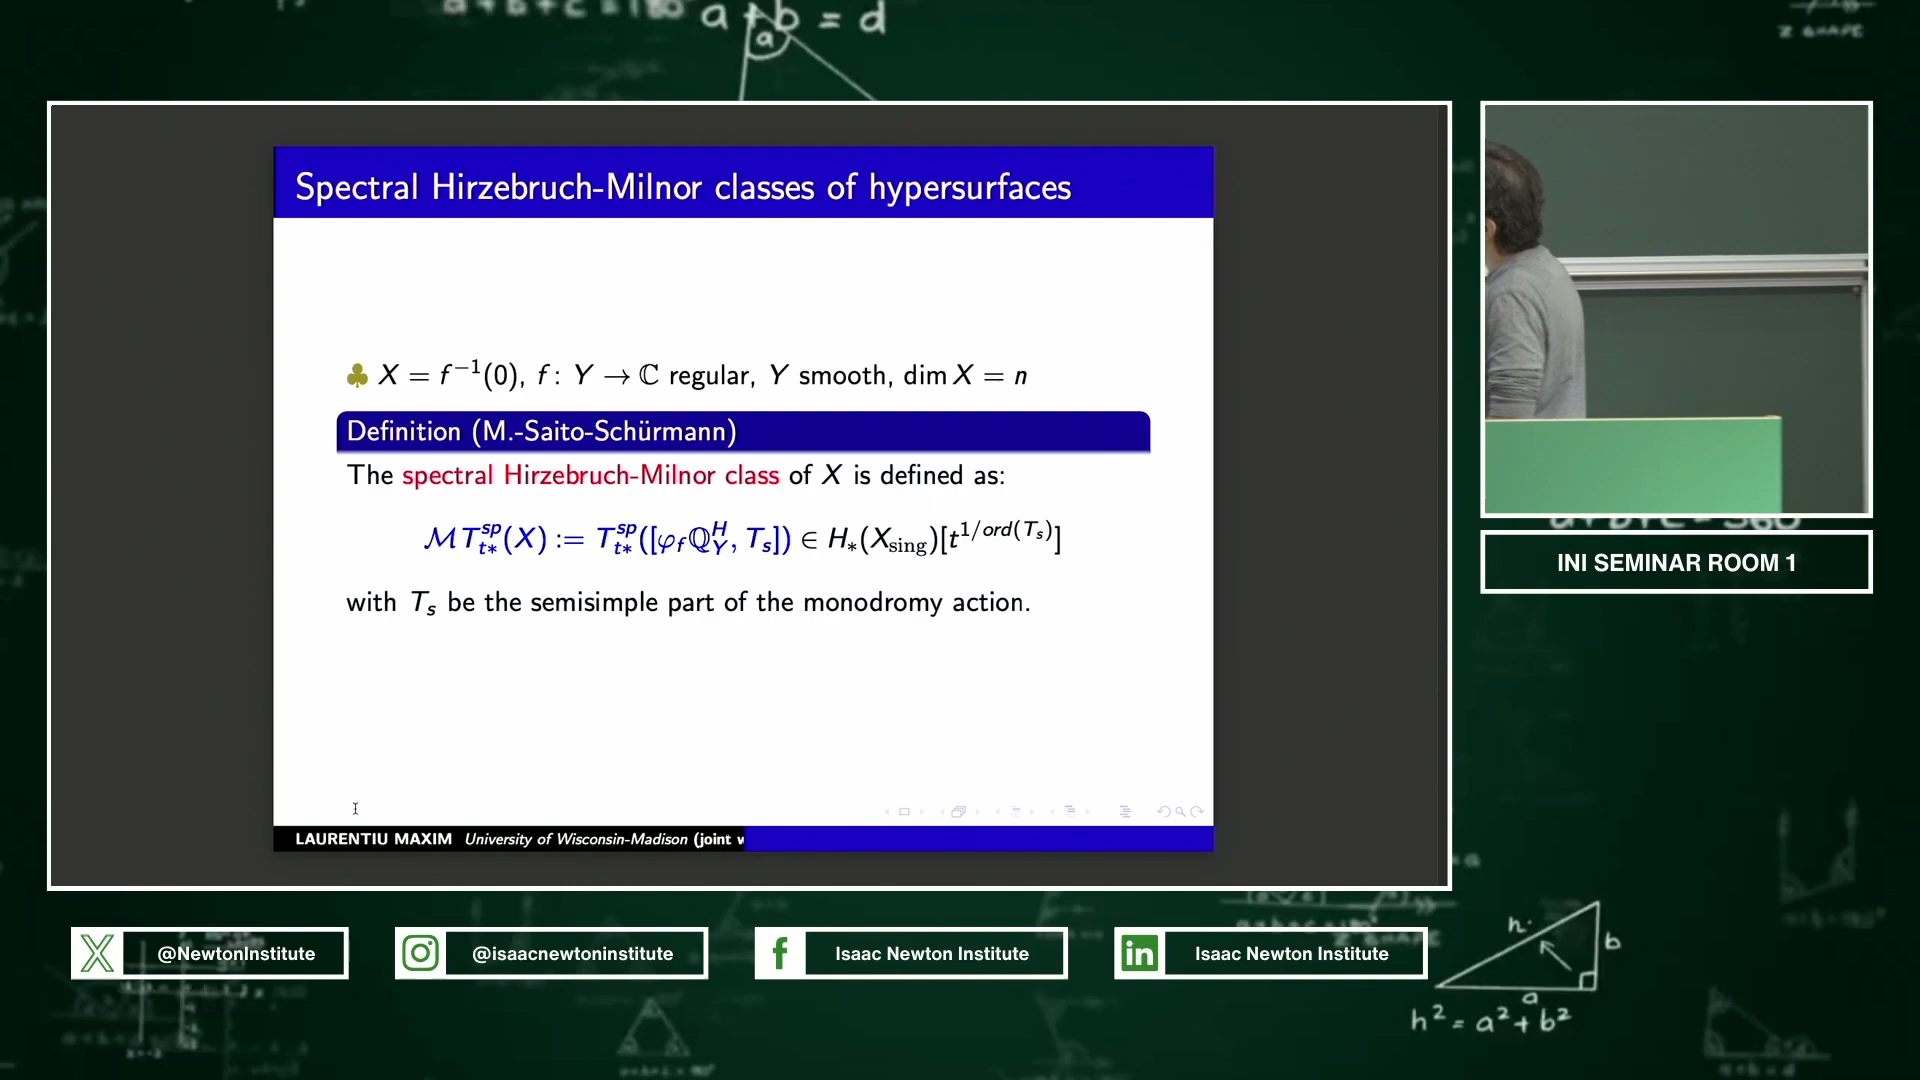 a + b = d
a
Z SHAPE
Spectral Hirzebruch-Milnor classes of hypersurfaces
♣ X = f⁻¹(0), f : Y → ℂ regular, Y smooth, dim X = n
Definition (M.-Saito-Schürmann)
The spectral Hirzebruch-Milnor class of X is defined as:
ℳT^{sp}_{t*}(X) := T^{sp}_{t*}([φ_f ℚ^H_Y, T_s]) ∈ H_*(X_sing)[t^{1/ord(T_s)}]
with T_s be the semisimple part of the monodromy action.
LAURENTIU MAXIM University of Wisconsin-Madison (joint w
INI SEMINAR ROOM 1
@NewtonInstitute
@isaacnewtoninstitute
Isaac Newton Institute
Isaac Newton Institute
h
b
a
h² = a² + b²